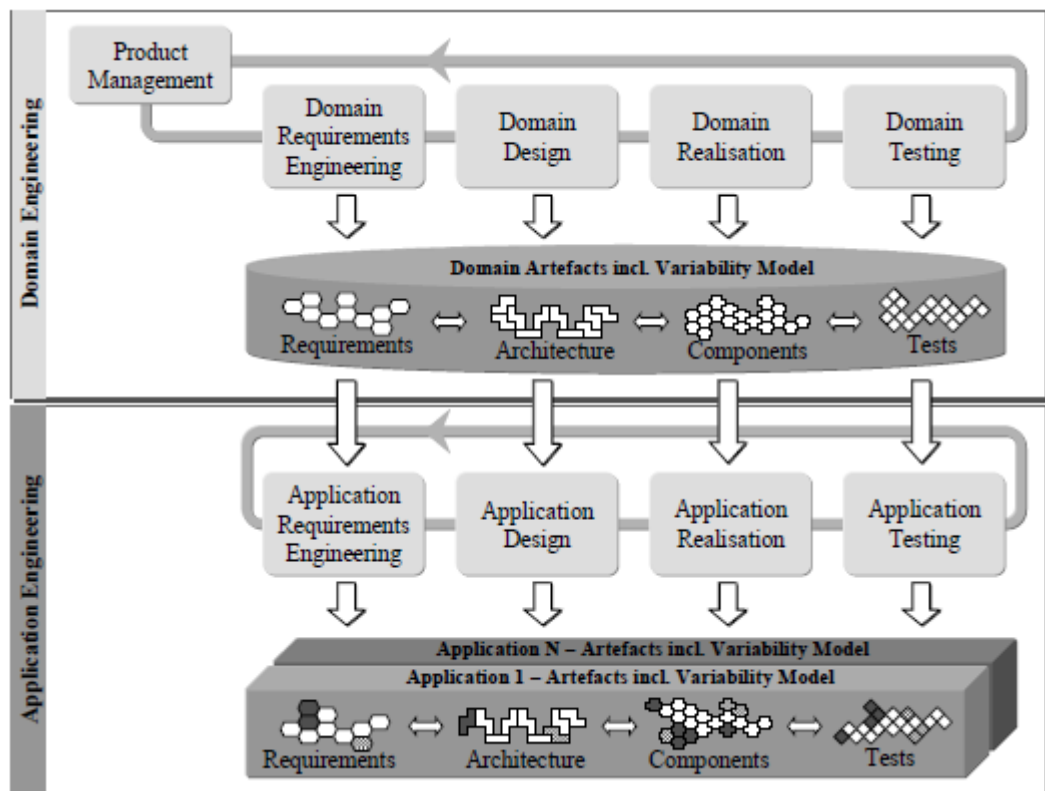 Domain Engineering
Product
Management
Domain
Requirements
Engineering
Domain
Design
Domain
Realisation
Domain
Testing
Domain Artefacts incl. Variability Model
Requirements
Architecture
Components
Tests
Application Engineering
Application
Requirements
Engineering
Application
Design
Application
Realisation
Application
Testing
Application N – Artefacts incl. Variability Model
Application 1 – Artefacts incl. Variability Model
Requirements
Architecture
Components
Tests